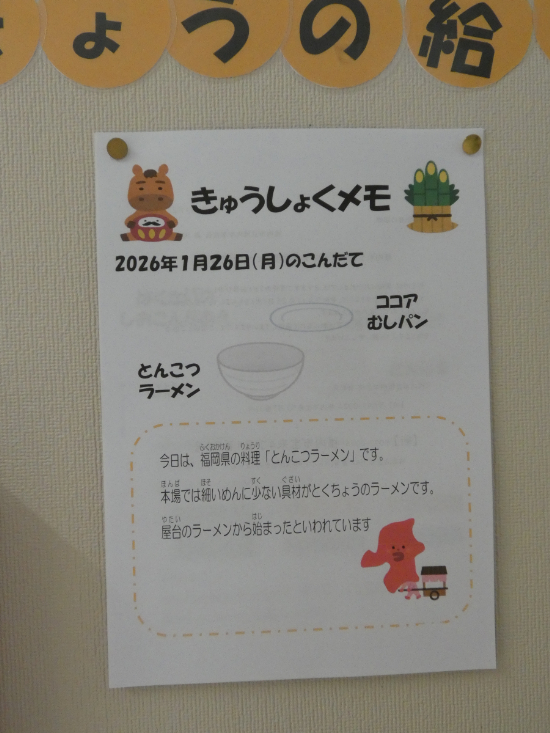 ょうの給
きゅうしょくメモ
2026年1月26日(月)のこんだて
ココア
むしパン
とんこつ
ラーメン
今日は、福岡県の料理「とんこつラーメン」です。
本場では細いめんに少ない具材がとくちょうのラーメンです。
屋台のラーメンから始まったといわれています